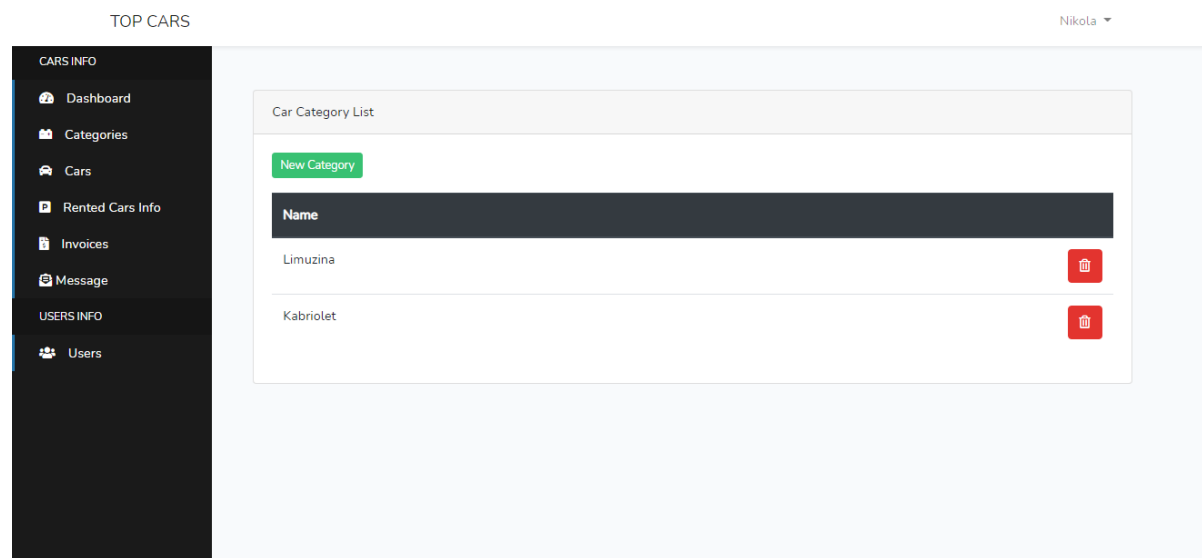 TOP CARS
Nikola
CARS INFO
Dashboard
Categories
Cars
Rented Cars Info
Invoices
Message
USERS INFO
Users
Car Category List
New Category
Name
Limuzina
Kabriolet